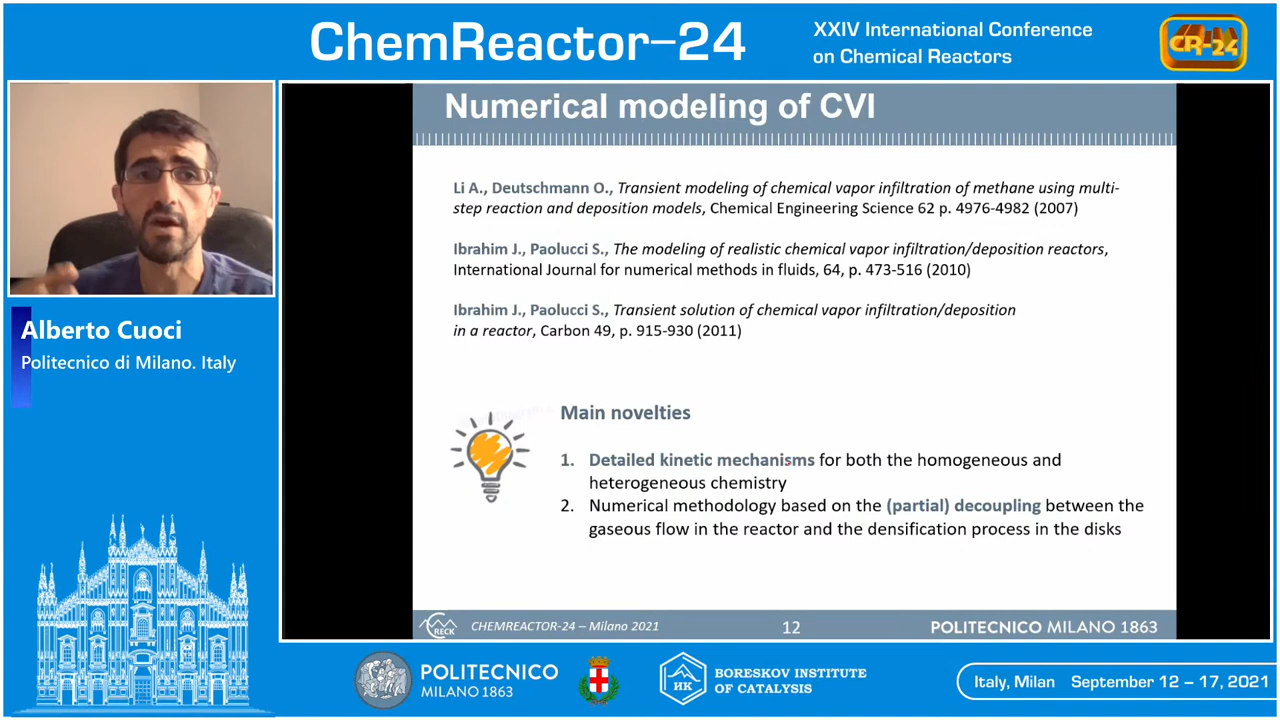 ChemReactor–24
XXIV International Conference
on Chemical Reactors
CR-24
Numerical modeling of CVI
Li A., Deutschmann O., Transient modeling of chemical vapor infiltration of methane using multi-
step reaction and deposition models, Chemical Engineering Science 62 p. 4976-4982 (2007)
Ibrahim J., Paolucci S., The modeling of realistic chemical vapor infiltration/deposition reactors,
International Journal for numerical methods in fluids, 64, p. 473-516 (2010)
Ibrahim J., Paolucci S., Transient solution of chemical vapor infiltration/deposition
in a reactor, Carbon 49, p. 915-930 (2011)
Alberto Cuoci
Politecnico di Milano. Italy
Main novelties
1. Detailed kinetic mechanisms for both the homogeneous and
heterogeneous chemistry
2. Numerical methodology based on the (partial) decoupling between the
gaseous flow in the reactor and the densification process in the disks
CRECK
CHEMREACTOR-24 – Milano 2021
12
POLITECNICO MILANO 1863
POLITECNICO
MILANO 1863
НК
BORESKOV INSTITUTE
OF CATALYSIS
Italy, Milan September 12 – 17, 2021